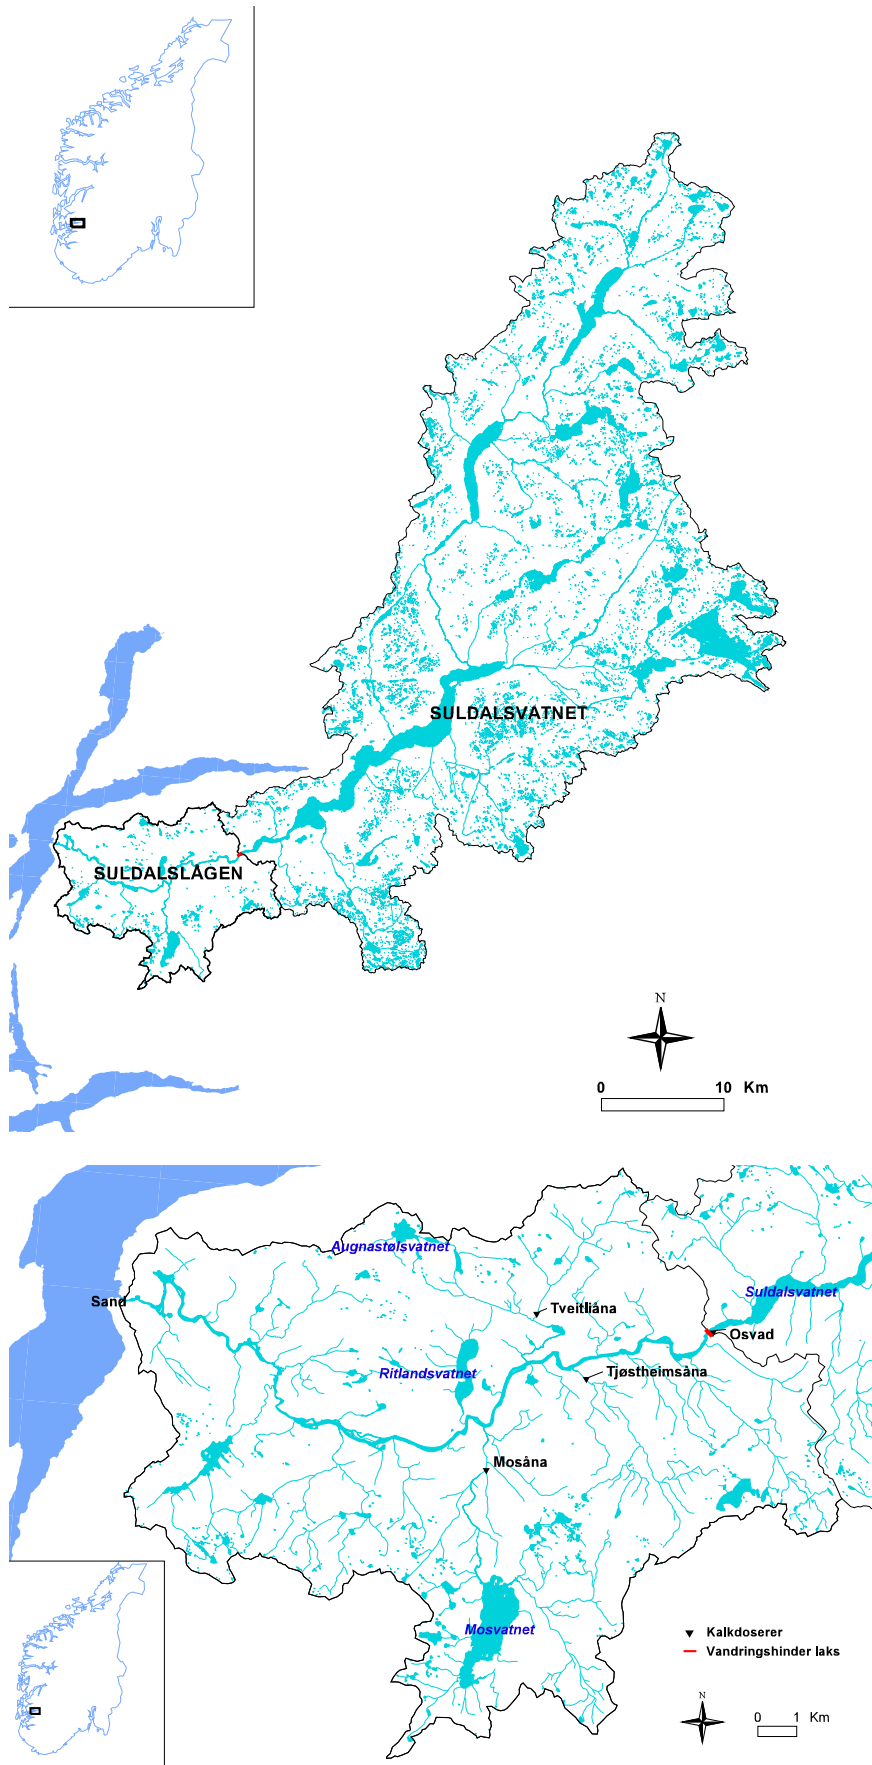 SULDALSVATNET
SULDALSLÅGEN
N
0 10 Km
Augnastølsvatnet
Suldalsvatnet
Sand
Tveitliåna
Osvad
Ritlandsvatnet
Tjøstheimsåna
Mosåna
Mosvatnet
Kalkdoserer
Vandringshinder laks
N
0 1 Km